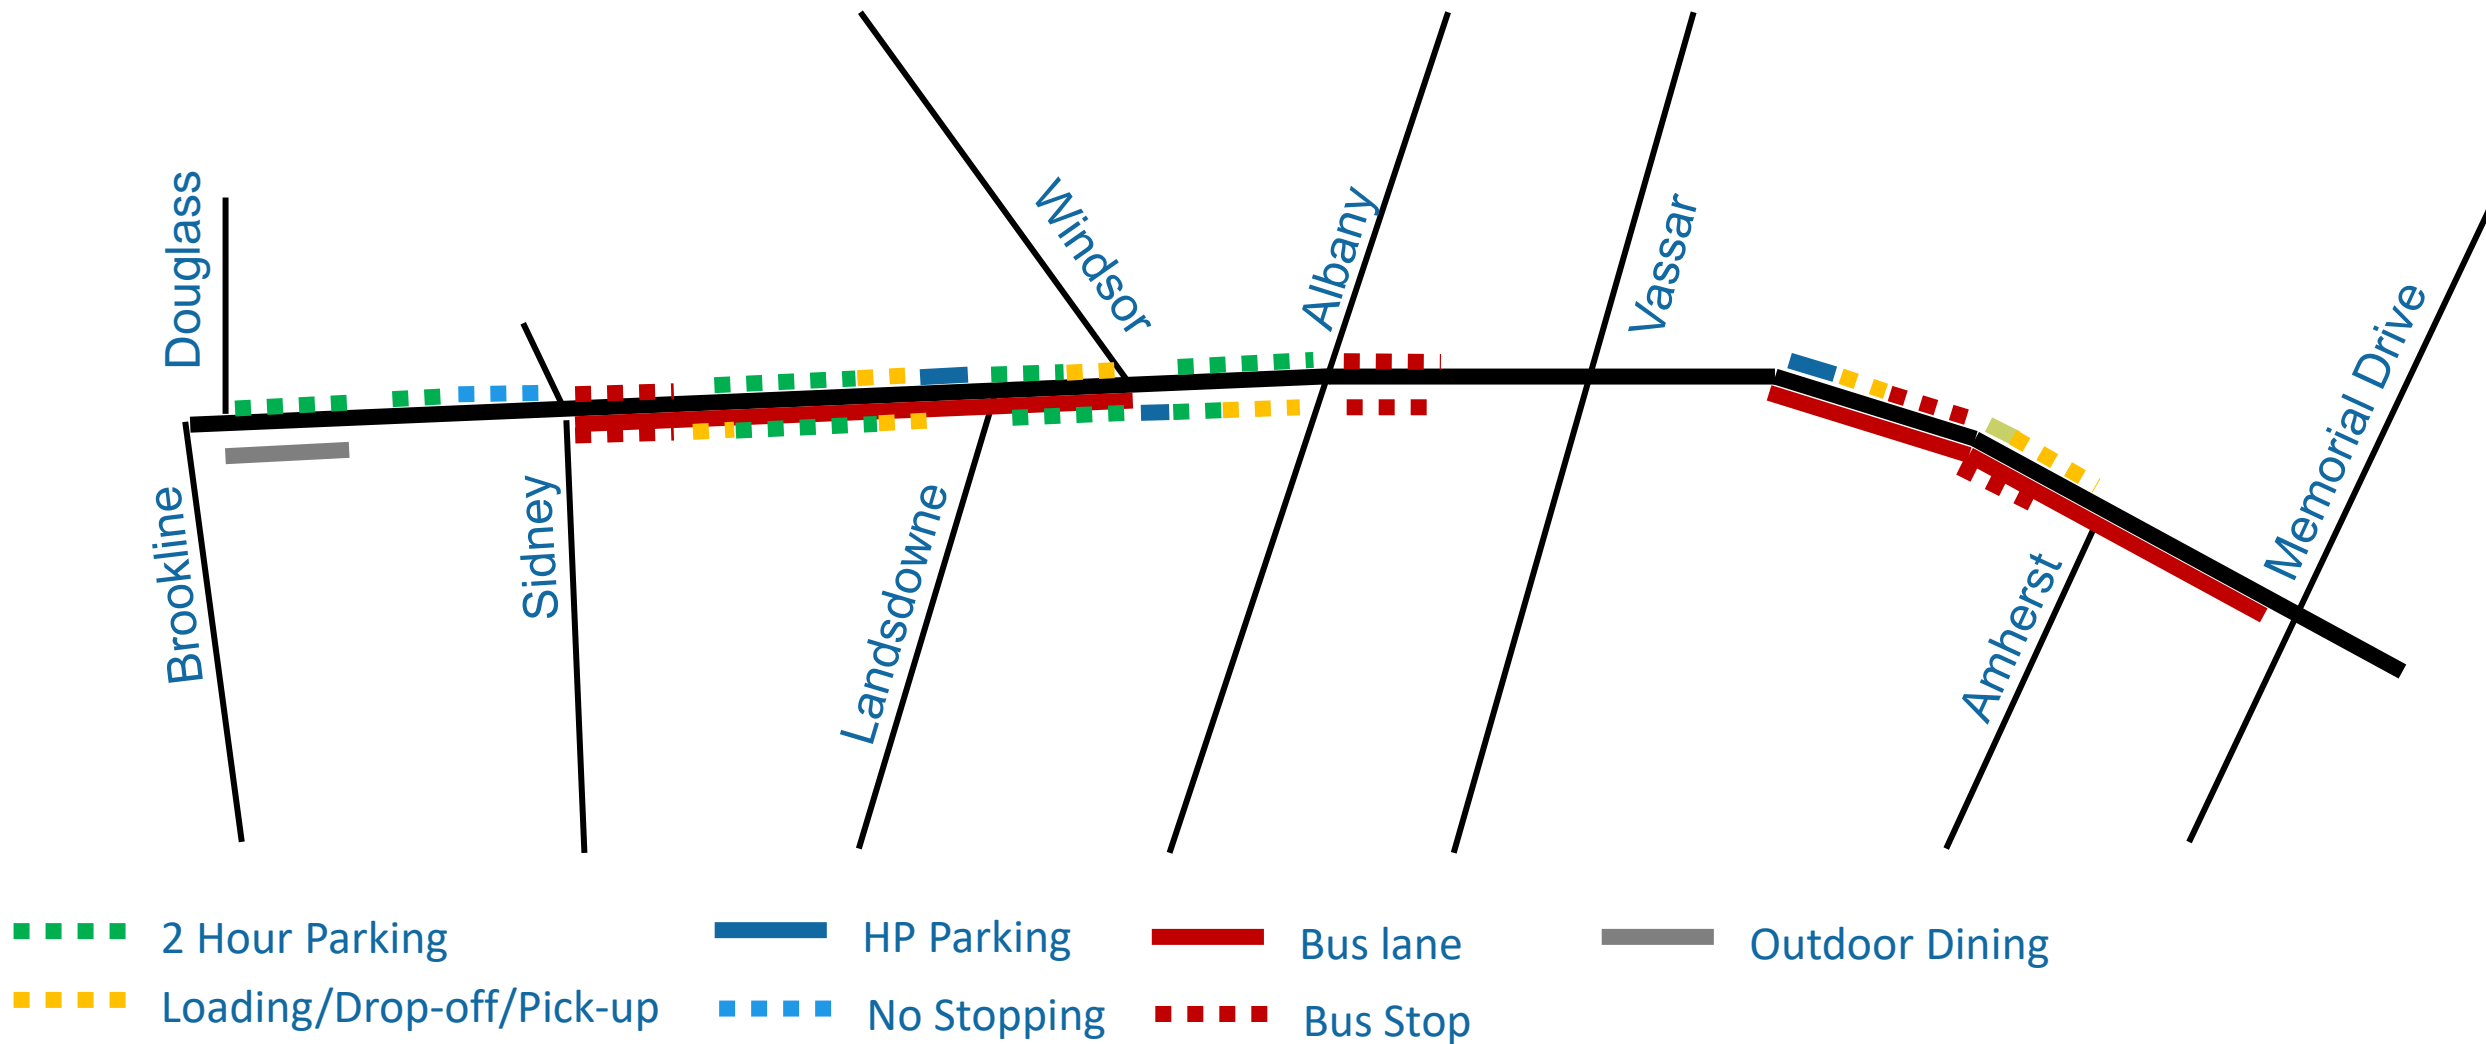 Douglass
Windsor
Albany
Vassar
Memorial Drive
Brookline
Sidney
Landsdowne
Amherst
2 Hour Parking
HP Parking
Bus lane
Outdoor Dining
Loading/Drop-off/Pick-up
No Stopping
Bus Stop